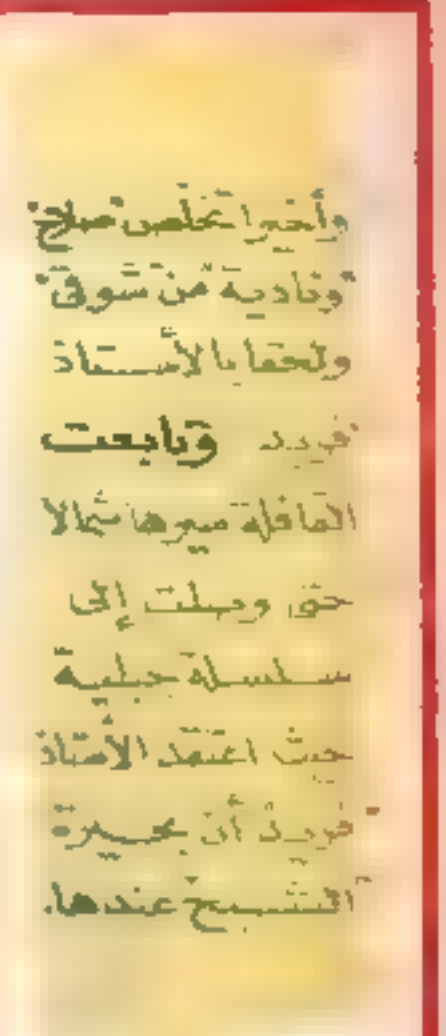 وأخيرا تخلص صلاح
ونادية من شوق
ولحقا بالأستاذ
فريد وتابعت
القافلة سيرها شمالا
حتى وصلت إلى
سلسلة جبلية
حيث اعتقد الأستاذ
فريد أن بحيرة
الشبح عندها.